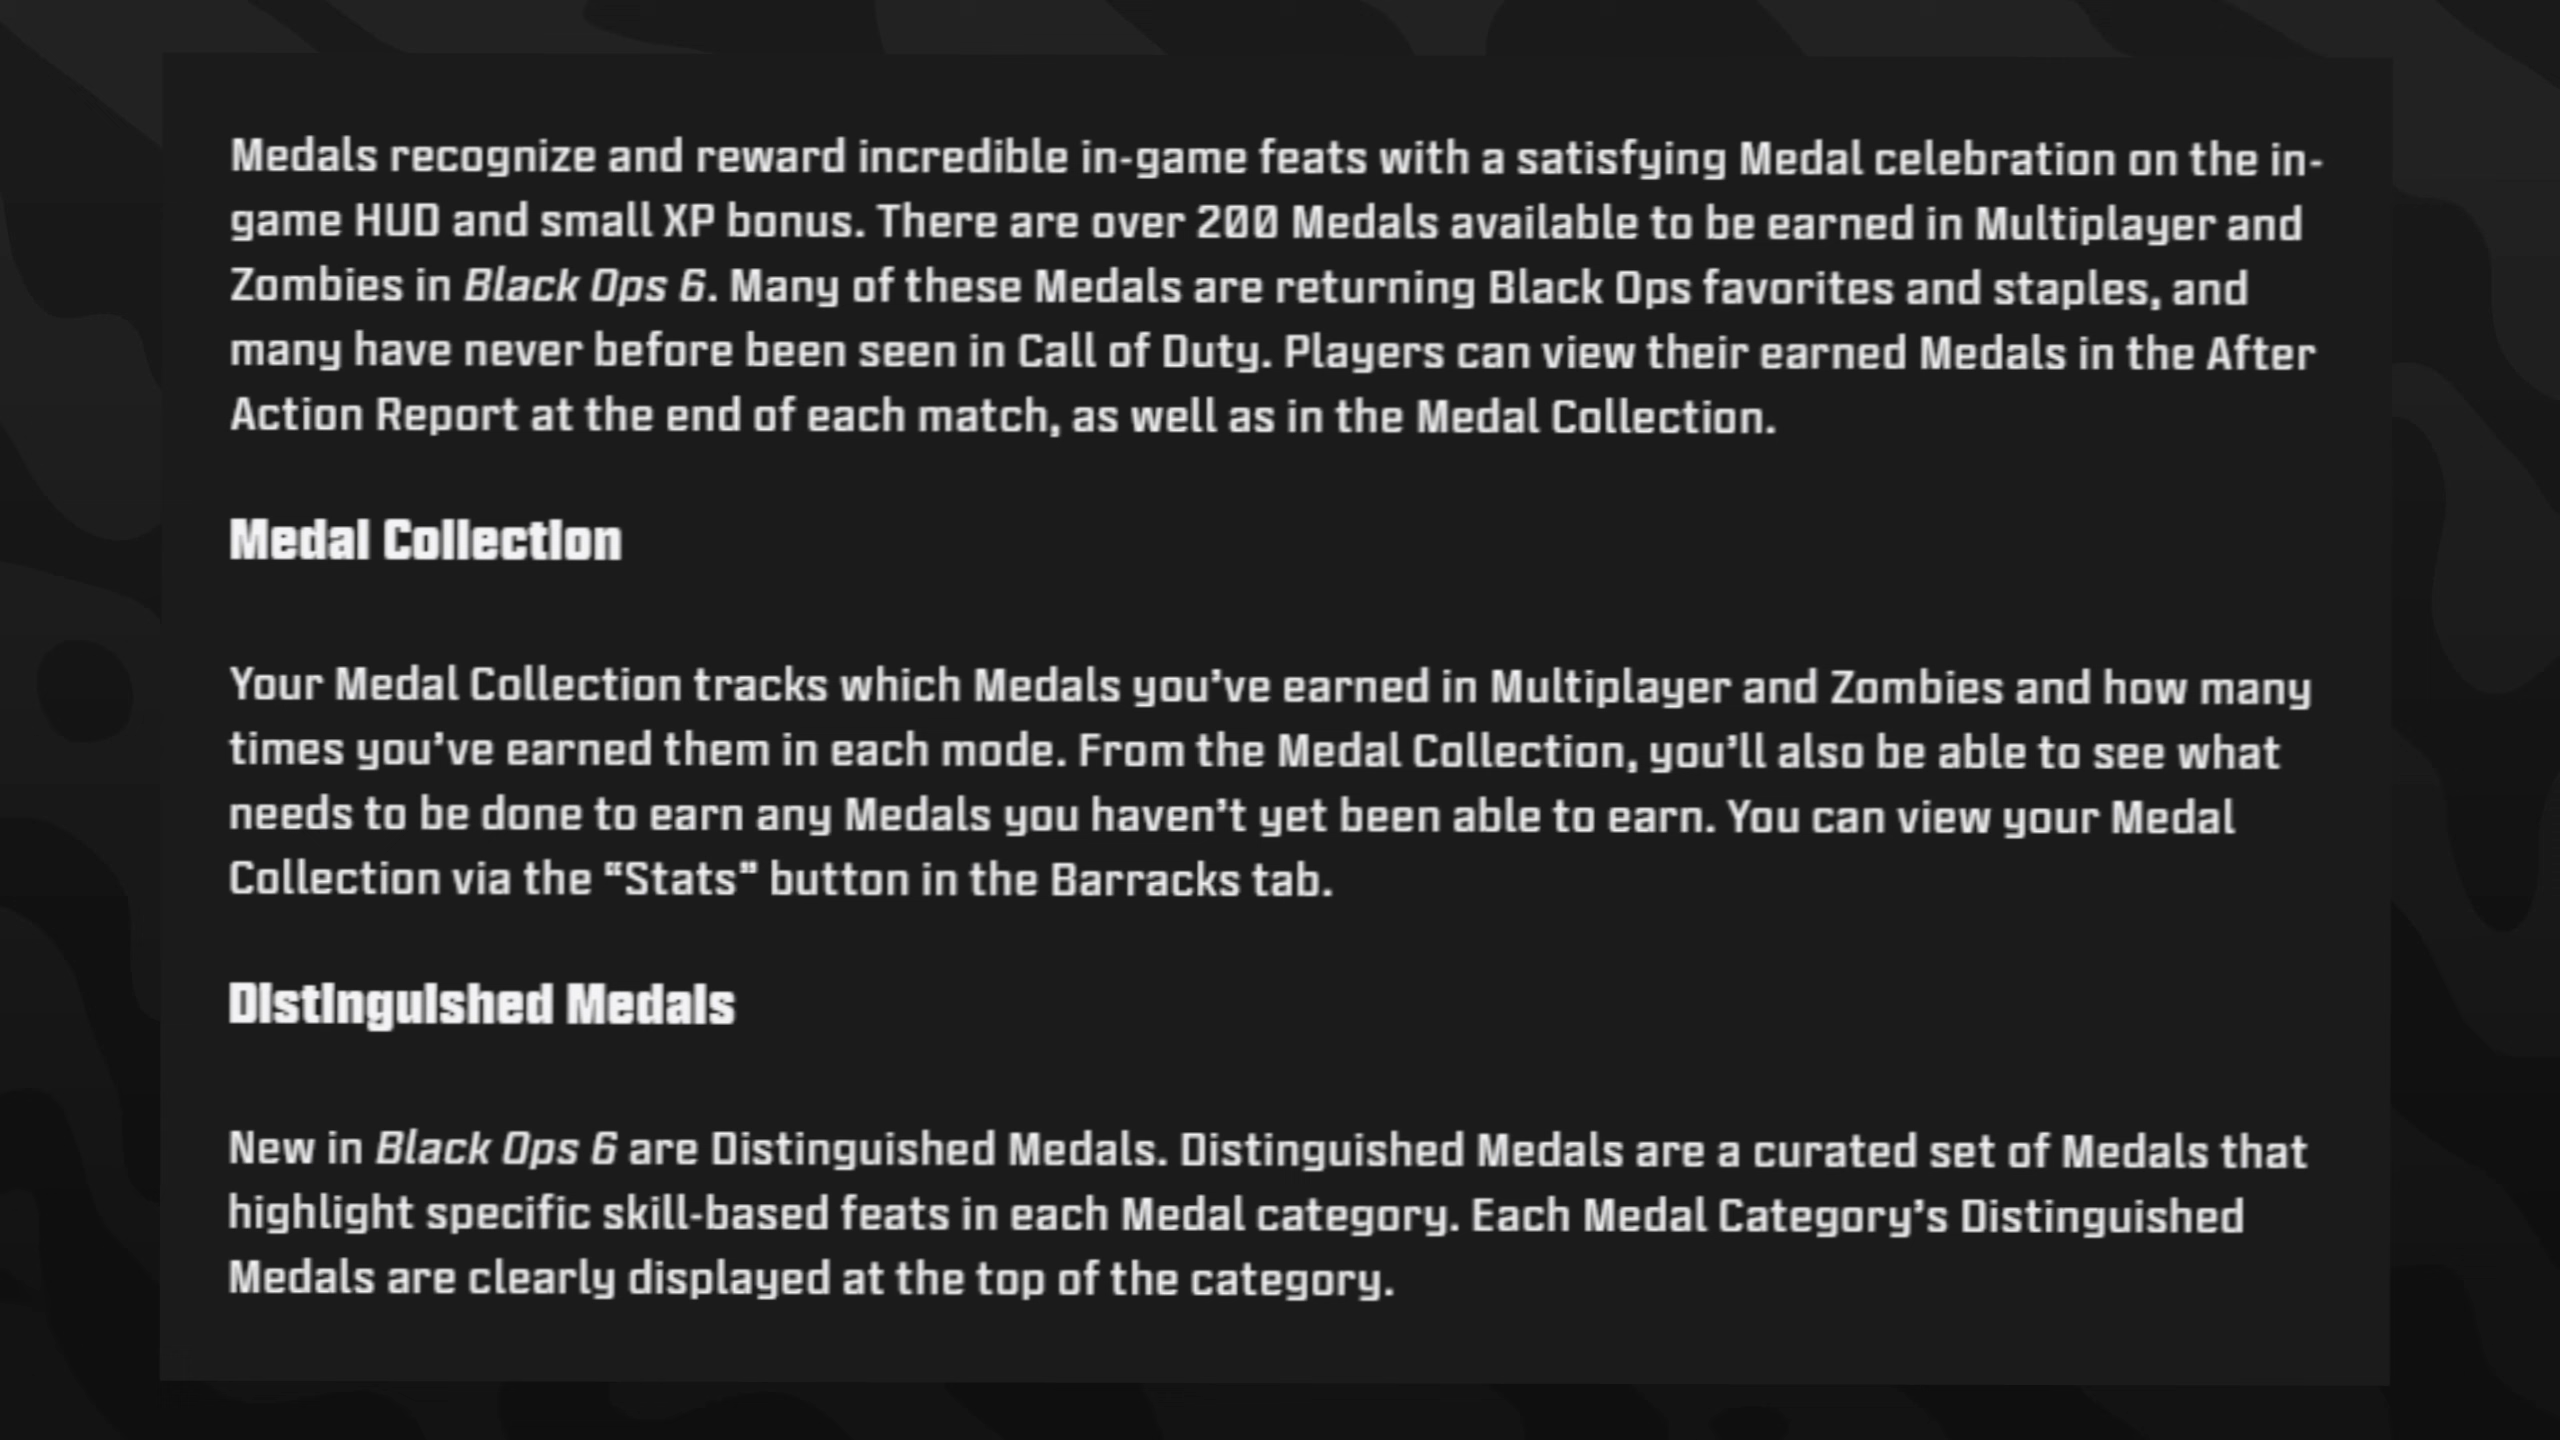 Medals recognize and reward incredible in-game feats with a satisfying Medal celebration on the in-
game HUD and small XP bonus. There are over 200 Medals available to be earned in Multiplayer and
Zombies in Black Ops 6. Many of these Medals are returning Black Ops favorites and staples, and
many have never before been seen in Call of Duty. Players can view their earned Medals in the After
Action Report at the end of each match, as well as in the Medal Collection.
Medal Collection
Your Medal Collection tracks which Medals you’ve earned in Multiplayer and Zombies and how many
times you’ve earned them in each mode. From the Medal Collection, you’ll also be able to see what
needs to be done to earn any Medals you haven’t yet been able to earn. You can view your Medal
Collection via the “Stats” button in the Barracks tab.
Distinguished Medals
New in Black Ops 6 are Distinguished Medals. Distinguished Medals are a curated set of Medals that
highlight specific skill-based feats in each Medal category. Each Medal Category’s Distinguished
Medals are clearly displayed at the top of the category.